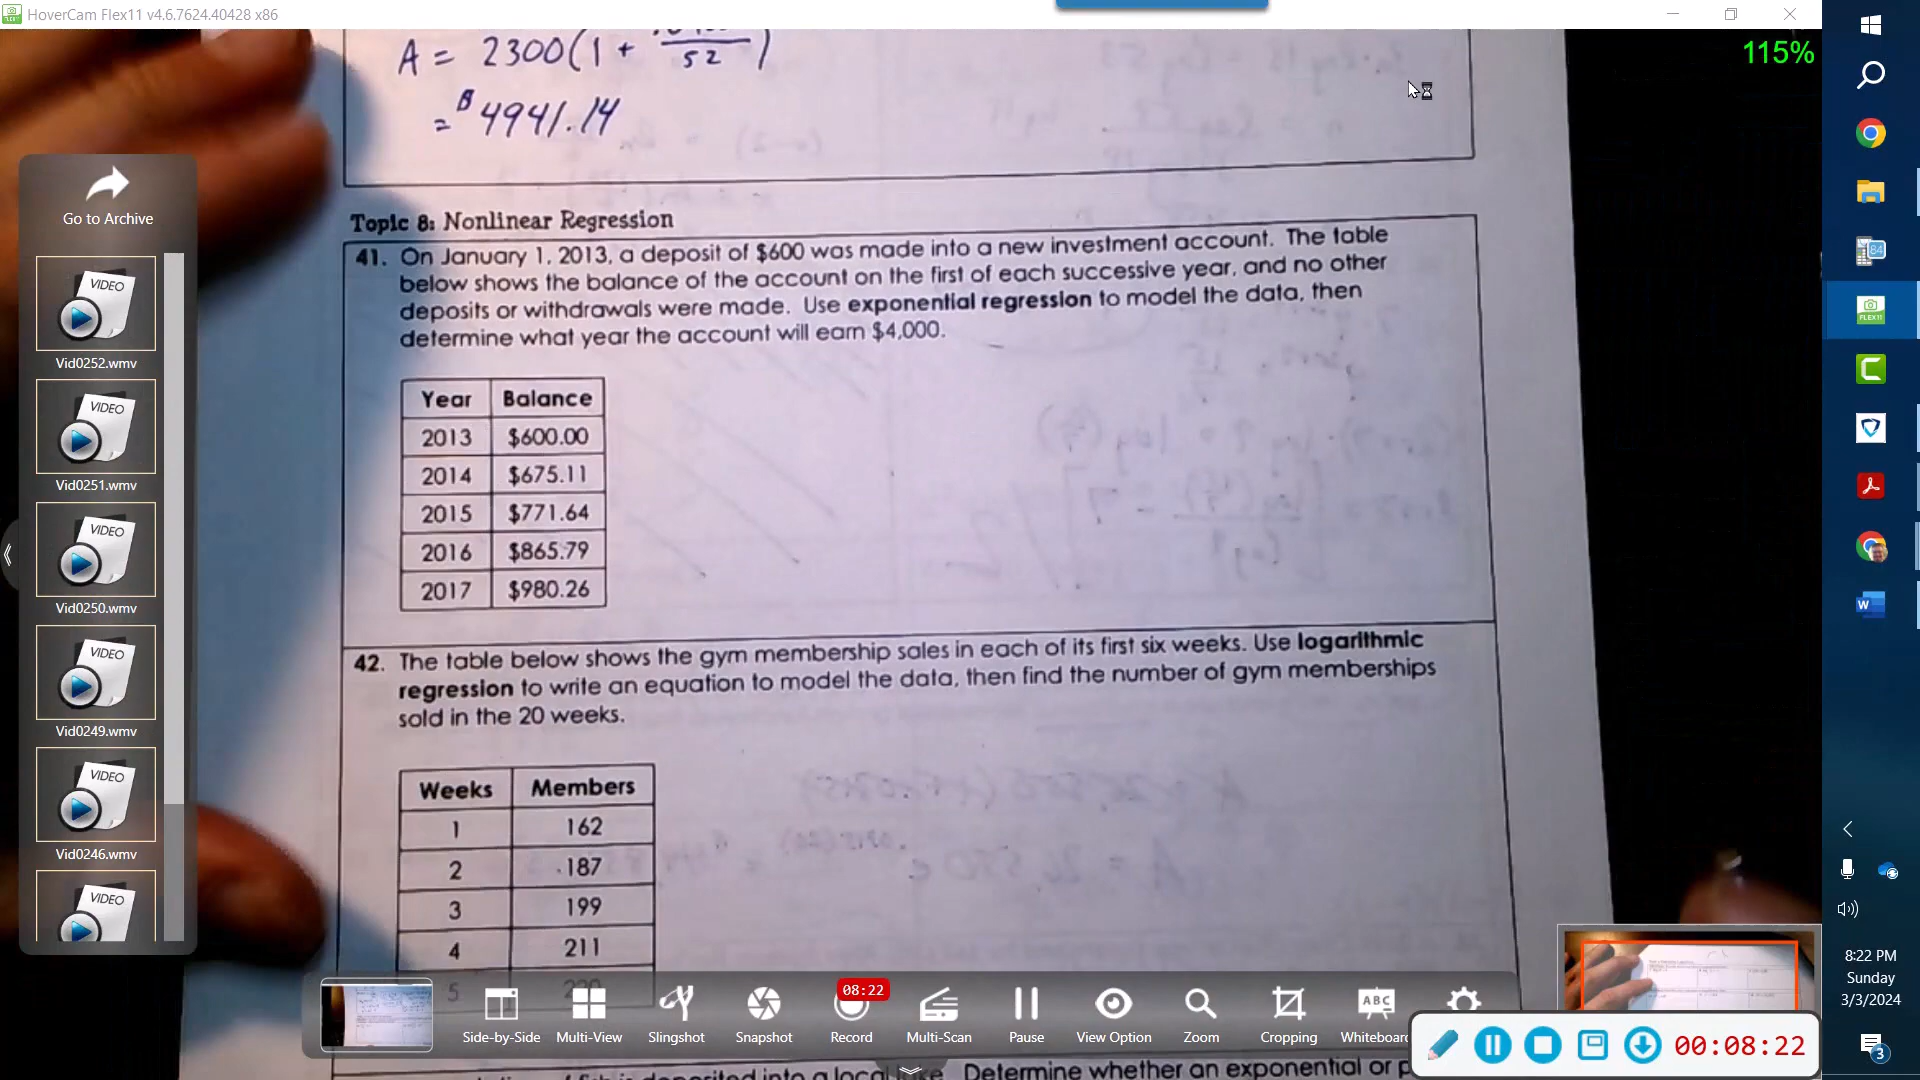 HoverCam Flex11 v4.6.7624.40428 x86
115%
A = 2300(1 + 
52 )
= $4941.14
Go to Archive
VIDEO
Vid0252.wmv
VIDEO
Vid0251.wmv
VIDEO
Vid0250.wmv
VIDEO
Vid0249.wmv
VIDEO
Vid0246.wmv
VIDEO
Topic 8: Nonlinear Regression
41. On January 1, 2013, a deposit of $600 was made into a new investment account. The table
below shows the balance of the account on the first of each successive year, and no other
deposits or withdrawals were made. Use exponential regression to model the data, then
determine what year the account will earn $4,000.
Year Balance
2013 $600.00
2014 $675.11
2015 $771.64
2016 $865.79
2017 $980.26
42. The table below shows the gym membership sales in each of its first six weeks. Use logarithmic
regression to write an equation to model the data, then find the number of gym memberships
sold in the 20 weeks.
Weeks Members
1 162
2 187
3 199
4 211
5
08:22
Side-by-Side Multi-View Slingshot Snapshot Record Multi-Scan Pause View Option Zoom Cropping Whiteboard
ABC
00:08:22
is deposited into a local lake. Determine whether an exponential or
84
FLEX11
8:22 PM
Sunday
3/3/2024
3